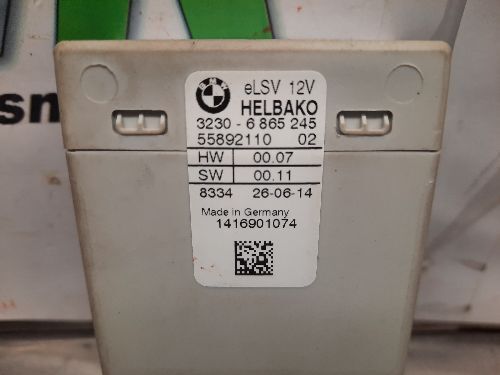 BMW eLSV 12V
HELBAKO
3230 - 6 865 245
55892110 02
HW 00.07
SW 00.11
8334 26-06-14
Made in Germany
1416901074